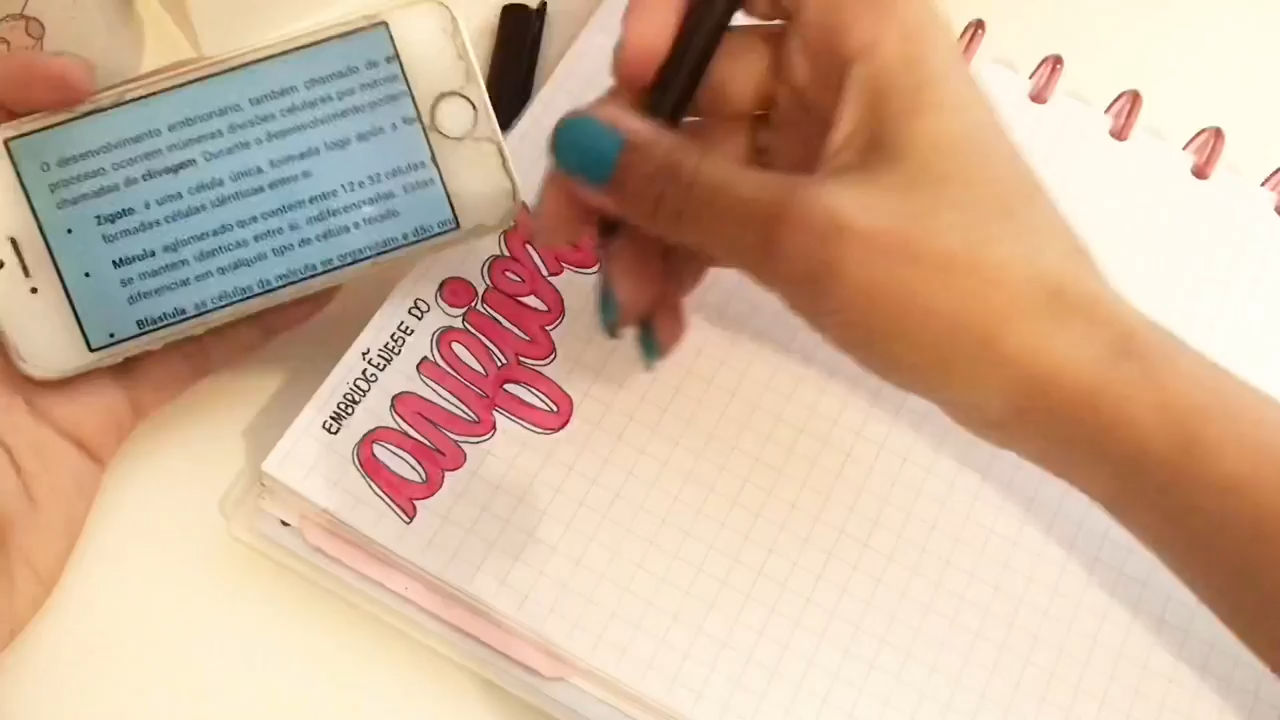 O desenvolvimento embrionário, também chamado de
processo, ocorrem inúmeras divisões celulares por mitose
chamadas de clivagem. Durante o desenvolvimento
• Zigoto: é uma célula única, formada logo após a
formadas células idênticas entre si.
• Mórula: aglomerado que contém entre 12 e 32 células
se mantém idênticas entre si, indiferenciadas. Estas
diferenciar em qualquer tipo de célula e tecido.
• Blástula: as células da mórula se organizam e dão
EMBRIOGÊNESE DO